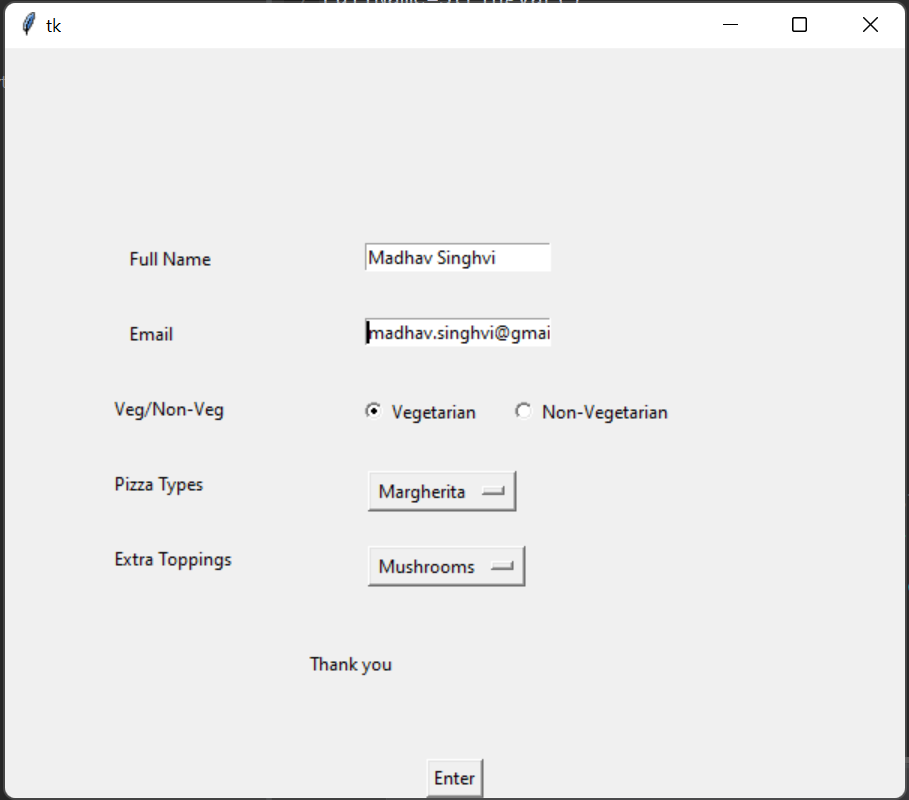 tk
Full Name
Madhav Singhvi
Email
madhav.singhvi@gmai
Veg/Non-Veg
Vegetarian
Non-Vegetarian
Pizza Types
Margherita
Extra Toppings
Mushrooms
Thank you
Enter